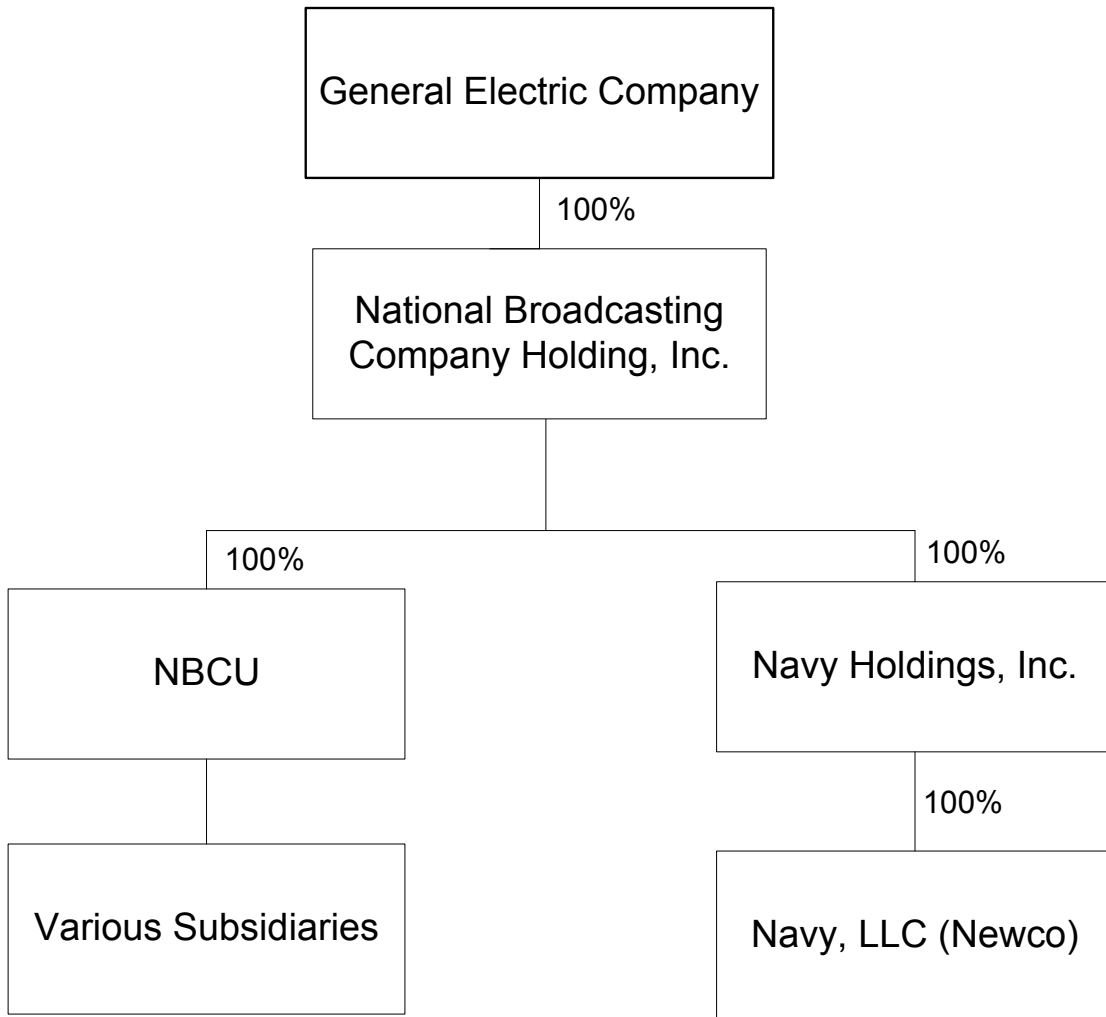 General Electric Company
100%
National Broadcasting
Company Holding, Inc.
100%
100%
NBCU
Navy Holdings, Inc.
100%
Various Subsidiaries
Navy, LLC (Newco)